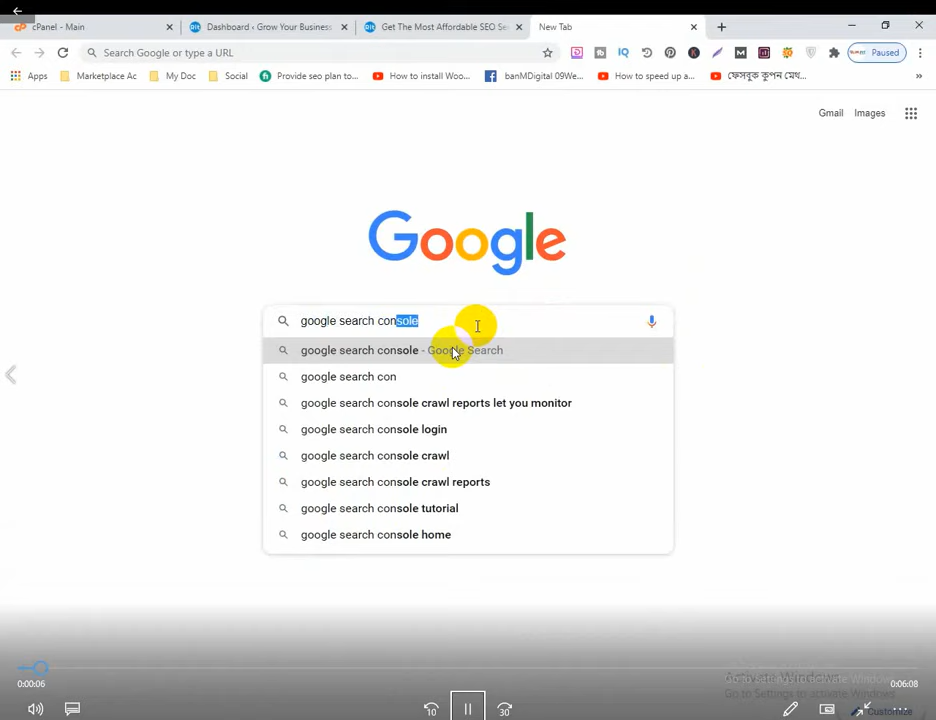 cPanel - Main
Dashboard ‹ Grow Your Business
Get The Most Affordable SEO Se
New Tab
Search Google or type a URL
Paused
Apps
Marketplace Ac
My Doc
Social
Provide seo plan to...
How to install Woo...
banMDigital 09We...
How to speed up a...
ফেসবুক কুপন মেথ...
»
Gmail
Images
Google
google search console
google search console - Google Search
google search con
google search console crawl reports let you monitor
google search console login
google search console crawl
google search console crawl reports
google search console tutorial
google search console home
0:00:06
Activate Windows
Go to Settings to activate Windows.
0:06:08
10
30
Customize